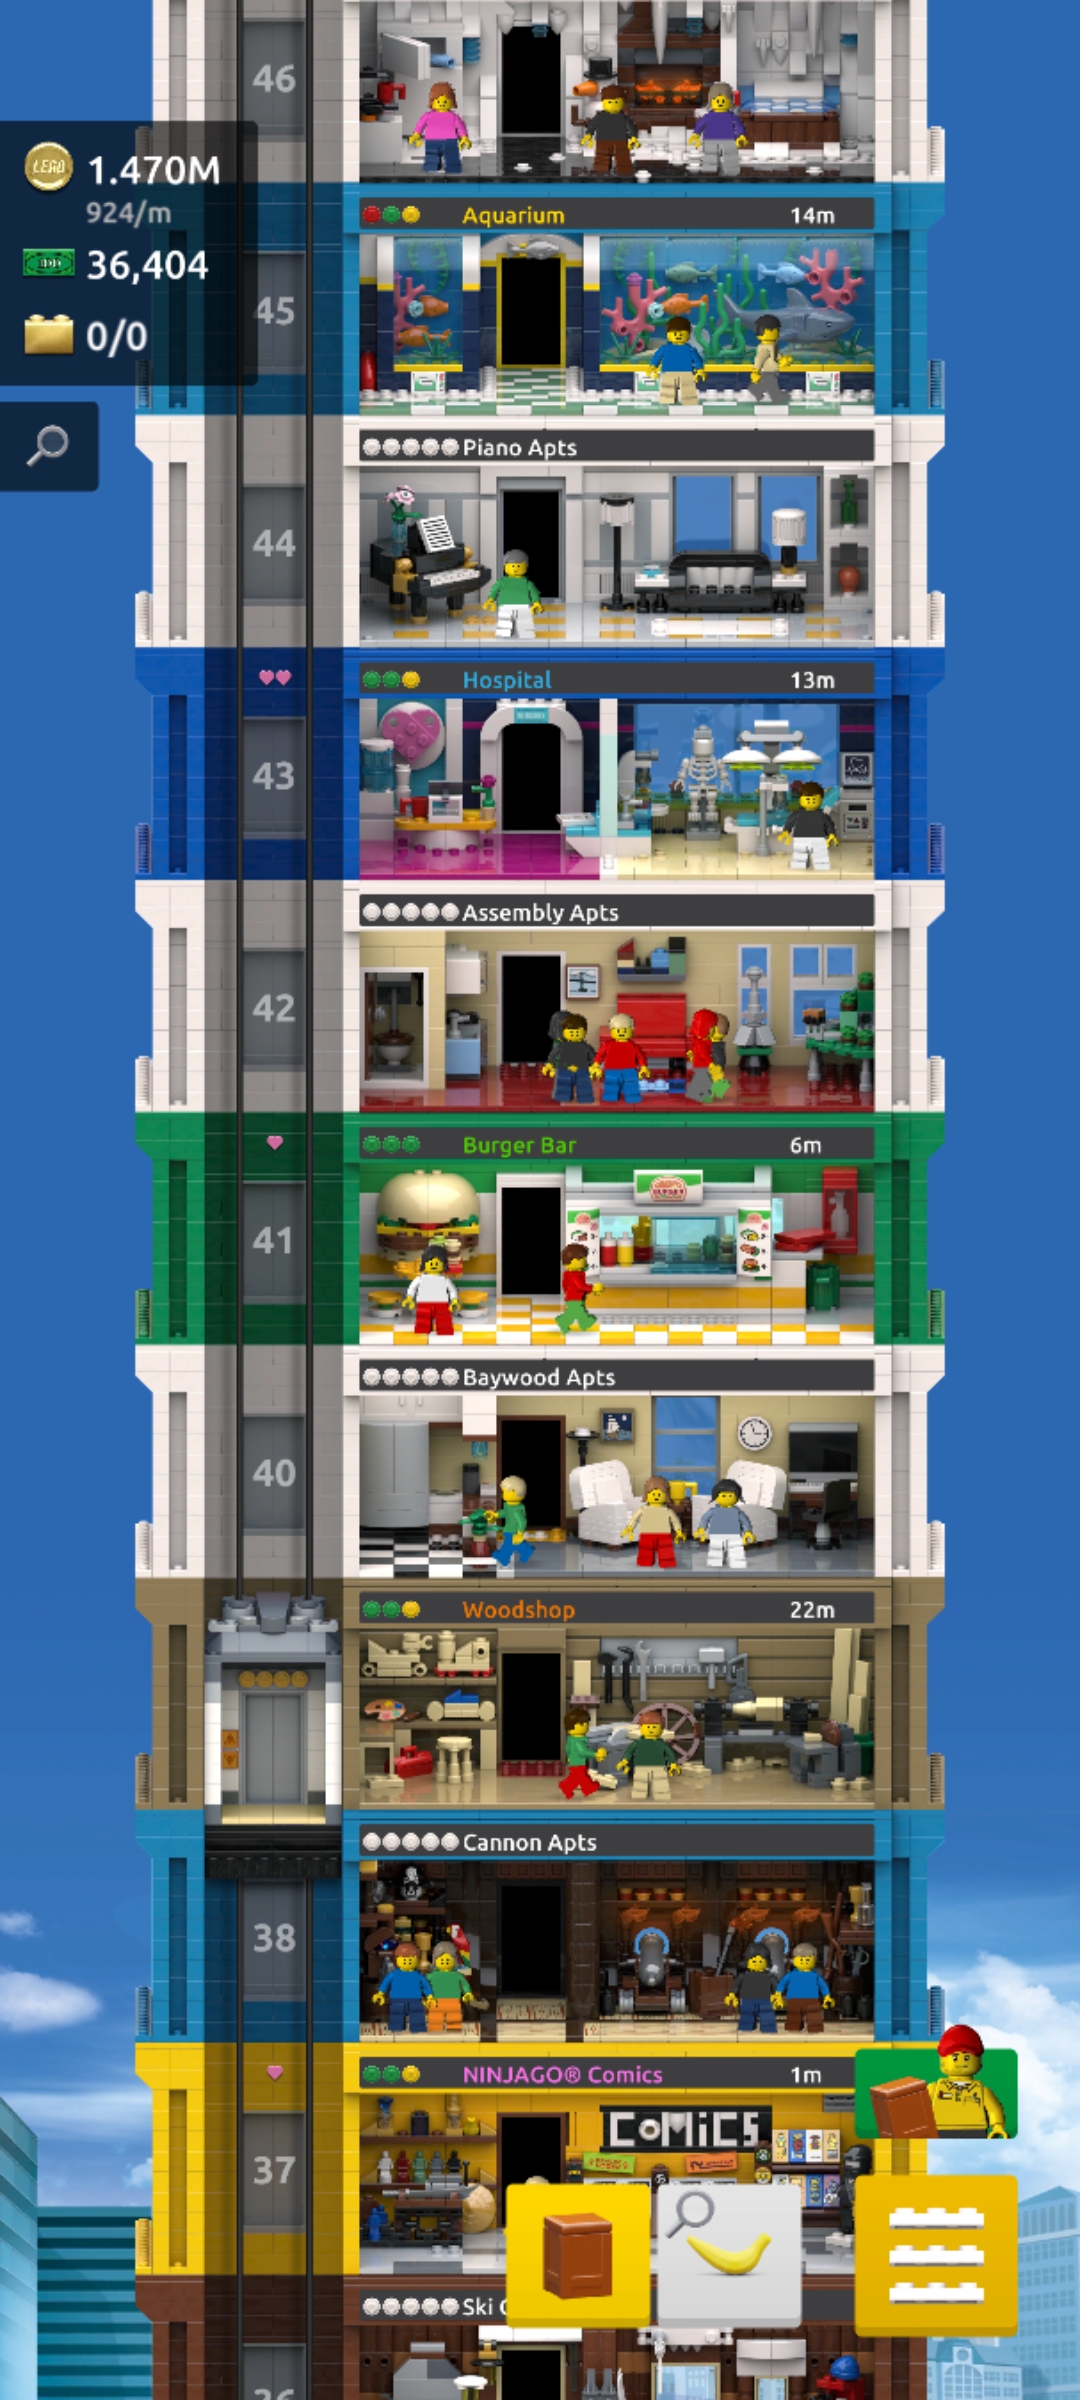 46
LEGO
1.470M
924/m
36,404
0/0
Aquarium 14m
45
Piano Apts
44
Hospital 13m
43
Assembly Apts
42
Burger Bar 6m
BURGER
41
Baywood Apts
40
Woodshop 22m
Cannon Apts
38
NINJAGO® Comics 1m
COMiCS
37
Ski
36